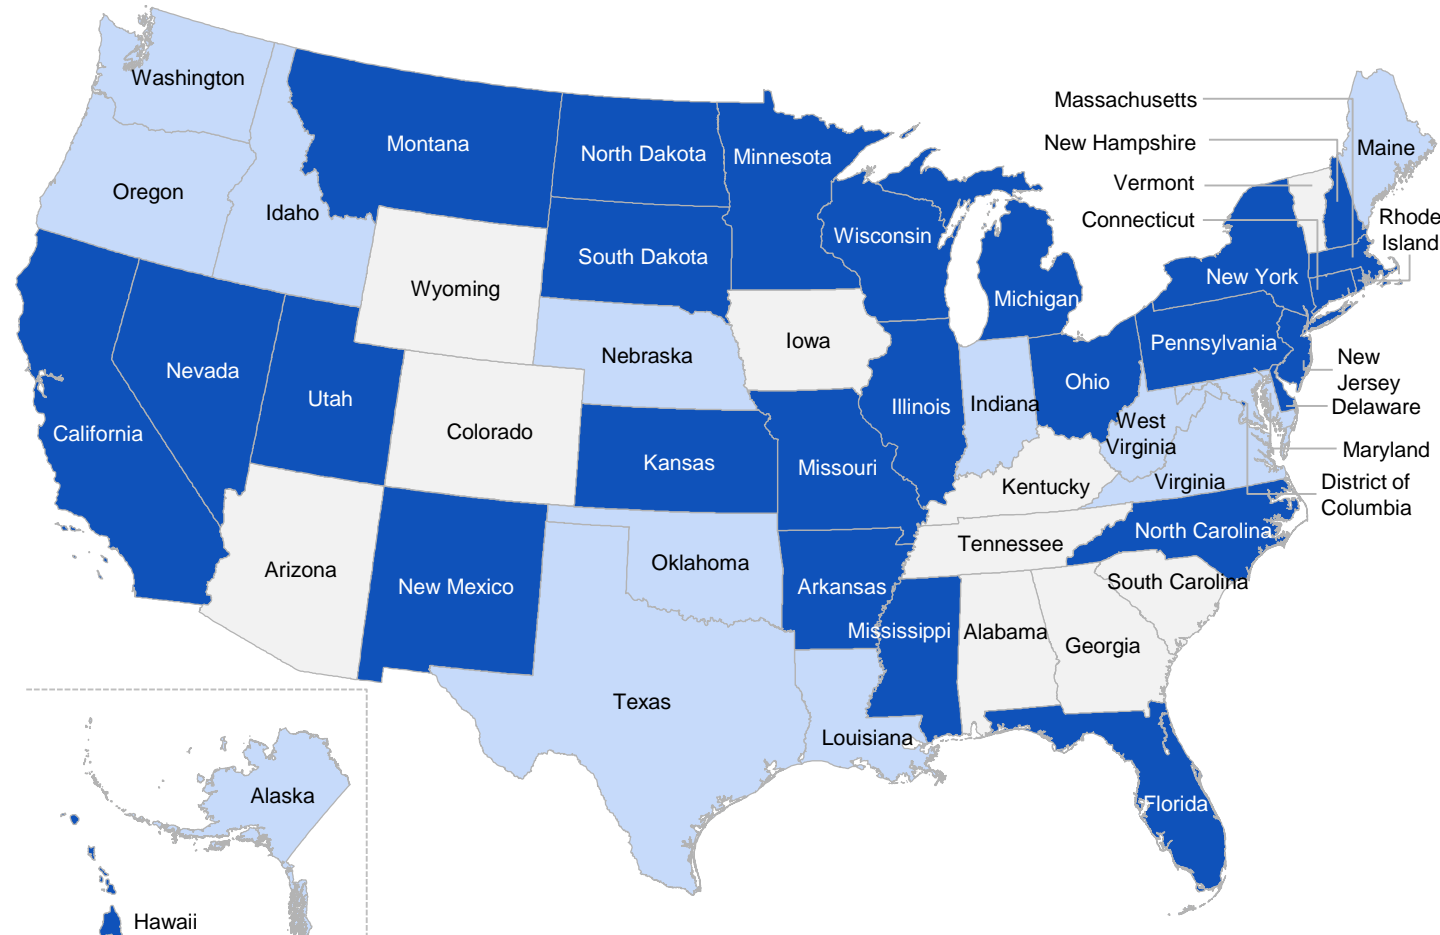 Washington
Montana
North Dakota
Minnesota
Massachusetts
New Hampshire
Maine
Vermont
Connecticut
Rhode
Island
Oregon
Idaho
Wisconsin
South Dakota
New York
Wyoming
Michigan
Iowa
Pennsylvania
Nebraska
New
Jersey
Nevada
Utah
Ohio
Illinois
Indiana
Delaware
California
Colorado
West
Virginia
Maryland
Kansas
Missouri
Kentucky
Virginia
District of
Columbia
North Carolina
Tennessee
Oklahoma
Arizona
New Mexico
Arkansas
South Carolina
Mississippi
Alabama
Georgia
Texas
Louisiana
Alaska
Florida
Hawaii